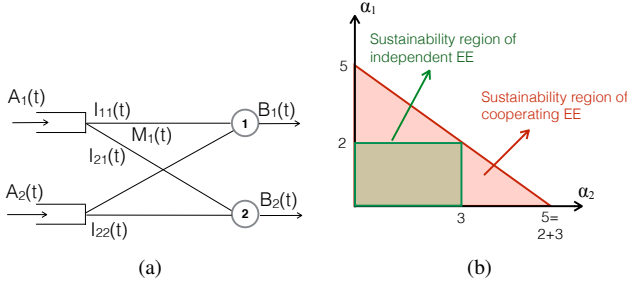 A1(t)
I11(t)
M1(t)
I21(t)
1
B1(t)
A2(t)
I22(t)
2
B2(t)
(a)
α1
Sustainability region of
independent EE
5
Sustainability region of
cooperating EE
2
3
5=
2+3
α2
(b)